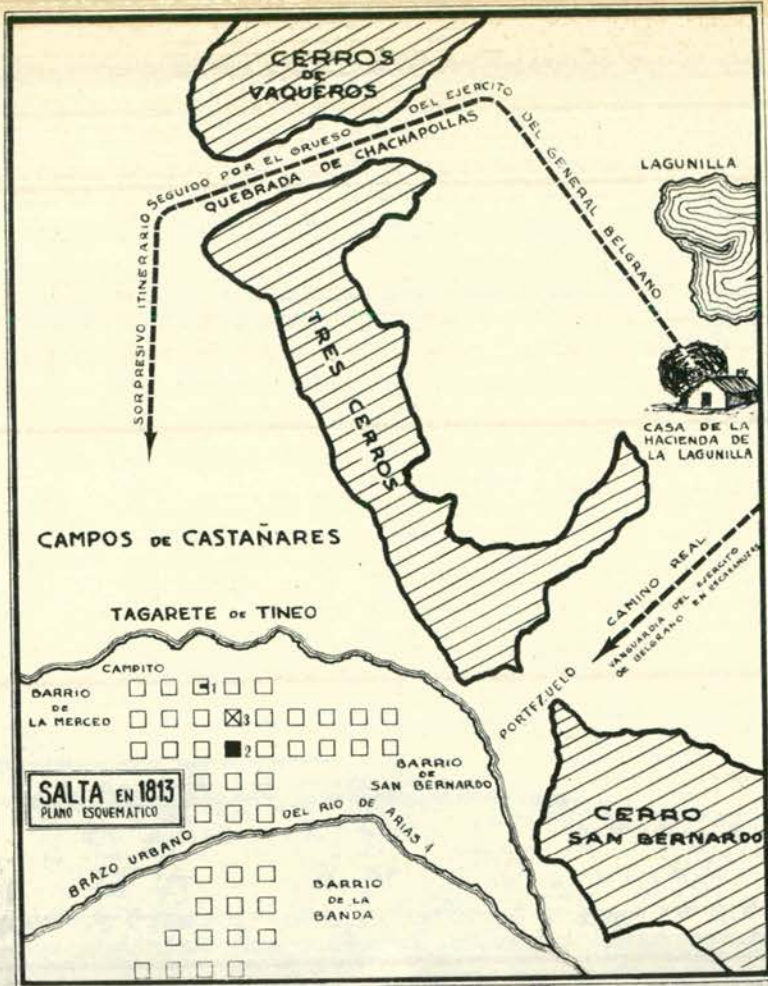 CERROS
DE
VAQUEROS
SORPRESIVO ITINERARIO SEGUIDO POR EL GRUESO DEL EJERCITO DEL GENERAL BELGRANO
QUEBRADA DE CHACHAPOLLAS
LAGUNILLA
TRES CERROS
CASA DE LA
HACIENDA DE
LA LAGUNILLA
CAMPOS DE CASTAÑARES
CAMINO REAL
VANGUARDIA DEL EJERCITO
DE BELGRANO EN ESCARAMUZAS
TAGARETE DE TINEO
CAMPITO
BARRIO
DE
LA MERCED
1
3
2
PORTEZUELO
BARRIO
DE
SAN BERNARDO
SALTA EN 1813
PLANO ESQUEMATICO
BRAZO URBANO DEL RIO DE ARIAS 4
CERRO
SAN BERNARDO
BARRIO
DE LA
BANDA